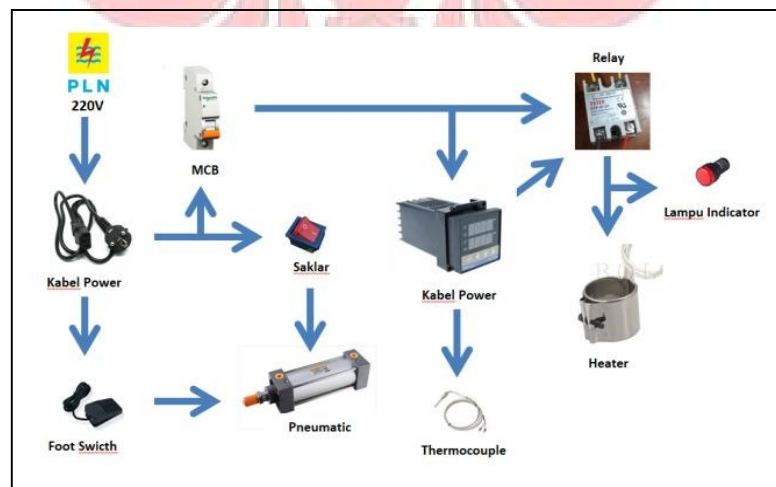 PLN
220V
MCB
Relay
Kabel Power
Saklar
Kabel Power
Lampu Indicator
Heater
Foot Swicth
Pneumatic
Thermocouple